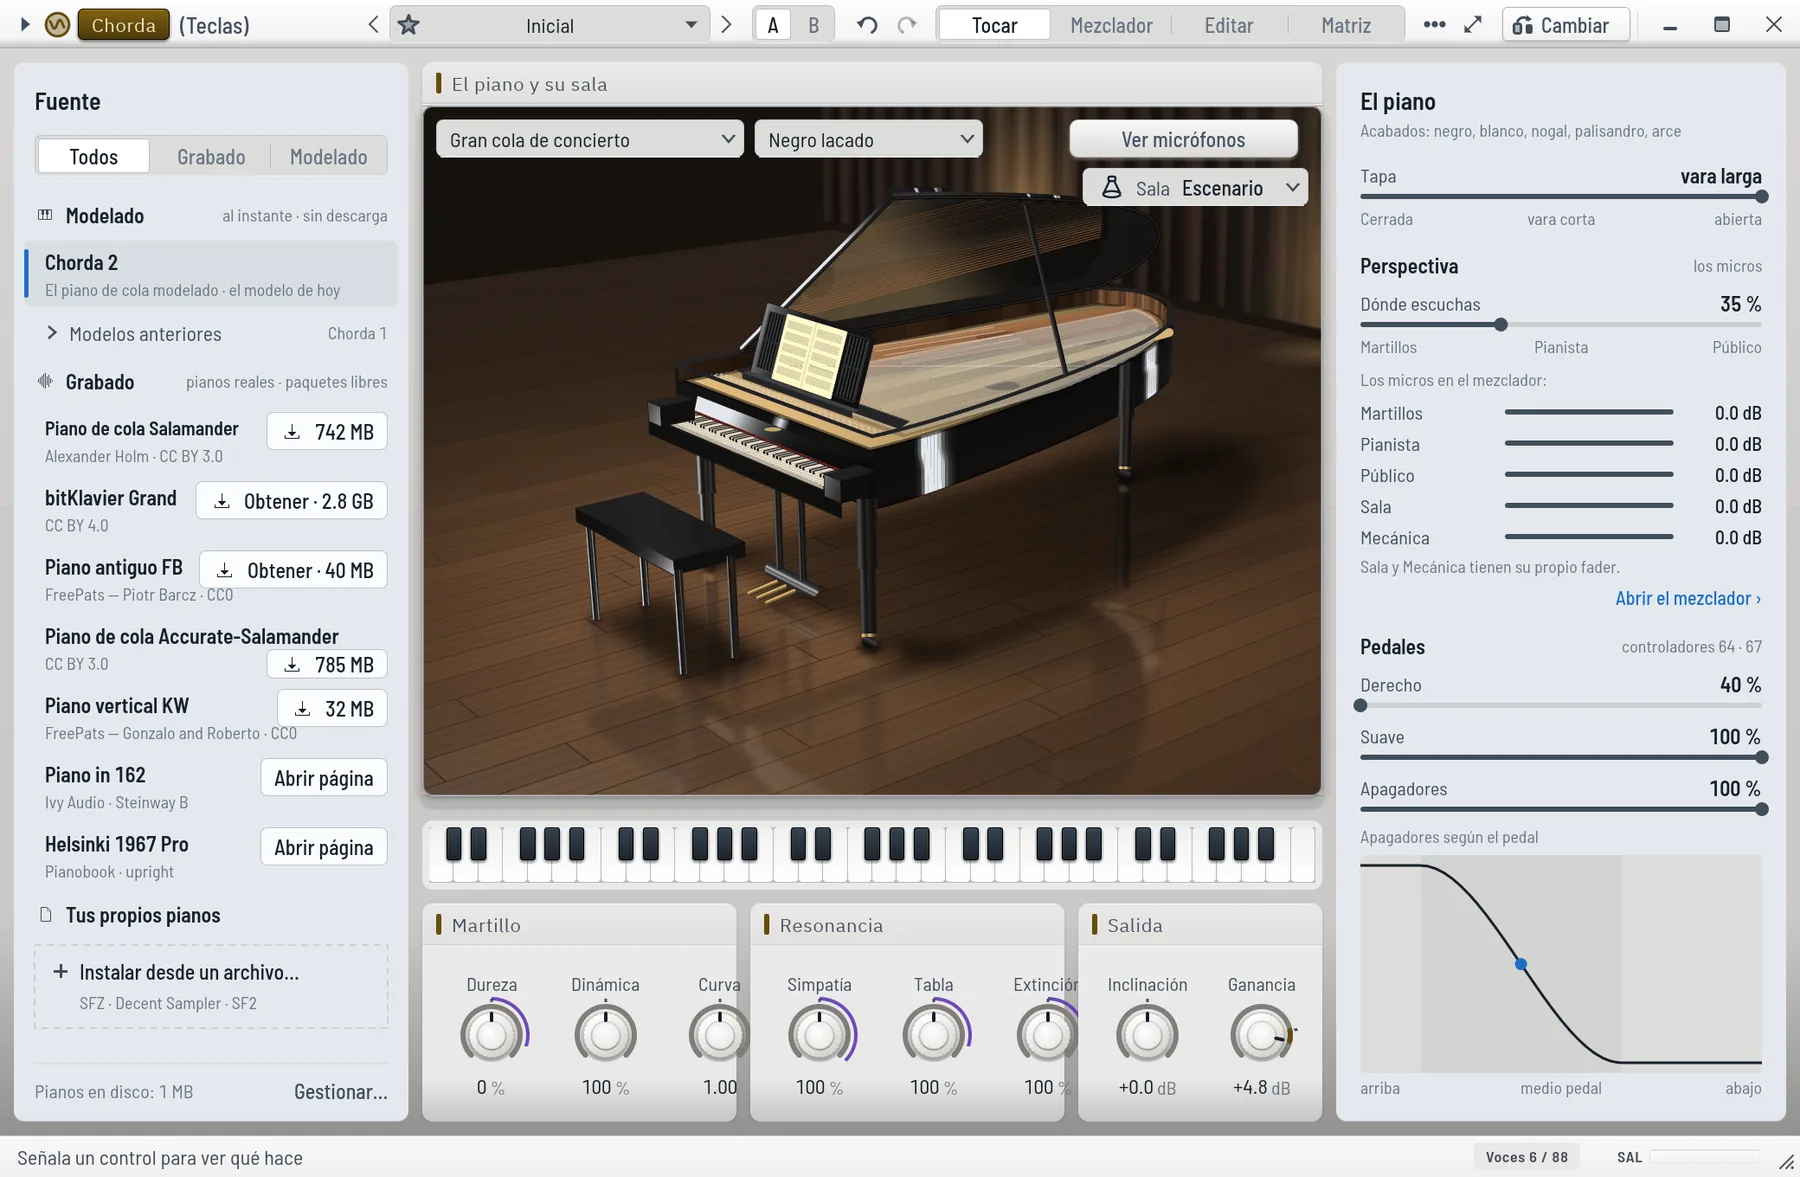 Chorda (Teclas)
Inicial
A B
Tocar Mezclador Editar Matriz
Cambiar
Fuente
Todos Grabado Modelado
Modelado al instante · sin descarga
Chorda 2
El piano de cola modelado · el modelo de hoy
Modelos anteriores Chorda 1
Grabado pianos reales · paquetes libres
Piano de cola Salamander
Alexander Holm · CC BY 3.0
742 MB
bitKlavier Grand
CC BY 4.0
Obtener · 2.8 GB
Piano antiguo FB
FreePats — Piotr Barcz · CC0
Obtener · 40 MB
Piano de cola Accurate-Salamander
CC BY 3.0
785 MB
Piano vertical KW
FreePats — Gonzalo and Roberto · CC0
32 MB
Piano in 162
Ivy Audio · Steinway B
Abrir página
Helsinki 1967 Pro
Pianobook · upright
Abrir página
Tus propios pianos
Instalar desde un archivo...
SFZ · Decent Sampler · SF2
Pianos en disco: 1 MB Gestionar...
El piano y su sala
Gran cola de concierto
Negro lacado
Ver micrófonos
Sala Escenario
Martillo
Dureza Dinámica Curva
0 % 100 % 1.00
Resonancia
Simpatía Tabla Extinción
100 % 100 % 100 %
Salida
Inclinación Ganancia
+0.0 dB +4.8 dB
El piano
Acabados: negro, blanco, nogal, palisandro, arce
Tapa vara larga
Cerrada vara corta abierta
Perspectiva los micros
Dónde escuchas 35 %
Martillos Pianista Público
Los micros en el mezclador:
Martillos 0.0 dB
Pianista 0.0 dB
Público 0.0 dB
Sala 0.0 dB
Mecánica 0.0 dB
Sala y Mecánica tienen su propio fader.
Abrir el mezclador ›
Pedales controladores 64 · 67
Derecho 40 %
Suave 100 %
Apagadores 100 %
Apagadores según el pedal
arriba medio pedal abajo
Señala un control para ver qué hace
Voces 6 / 88
SAL